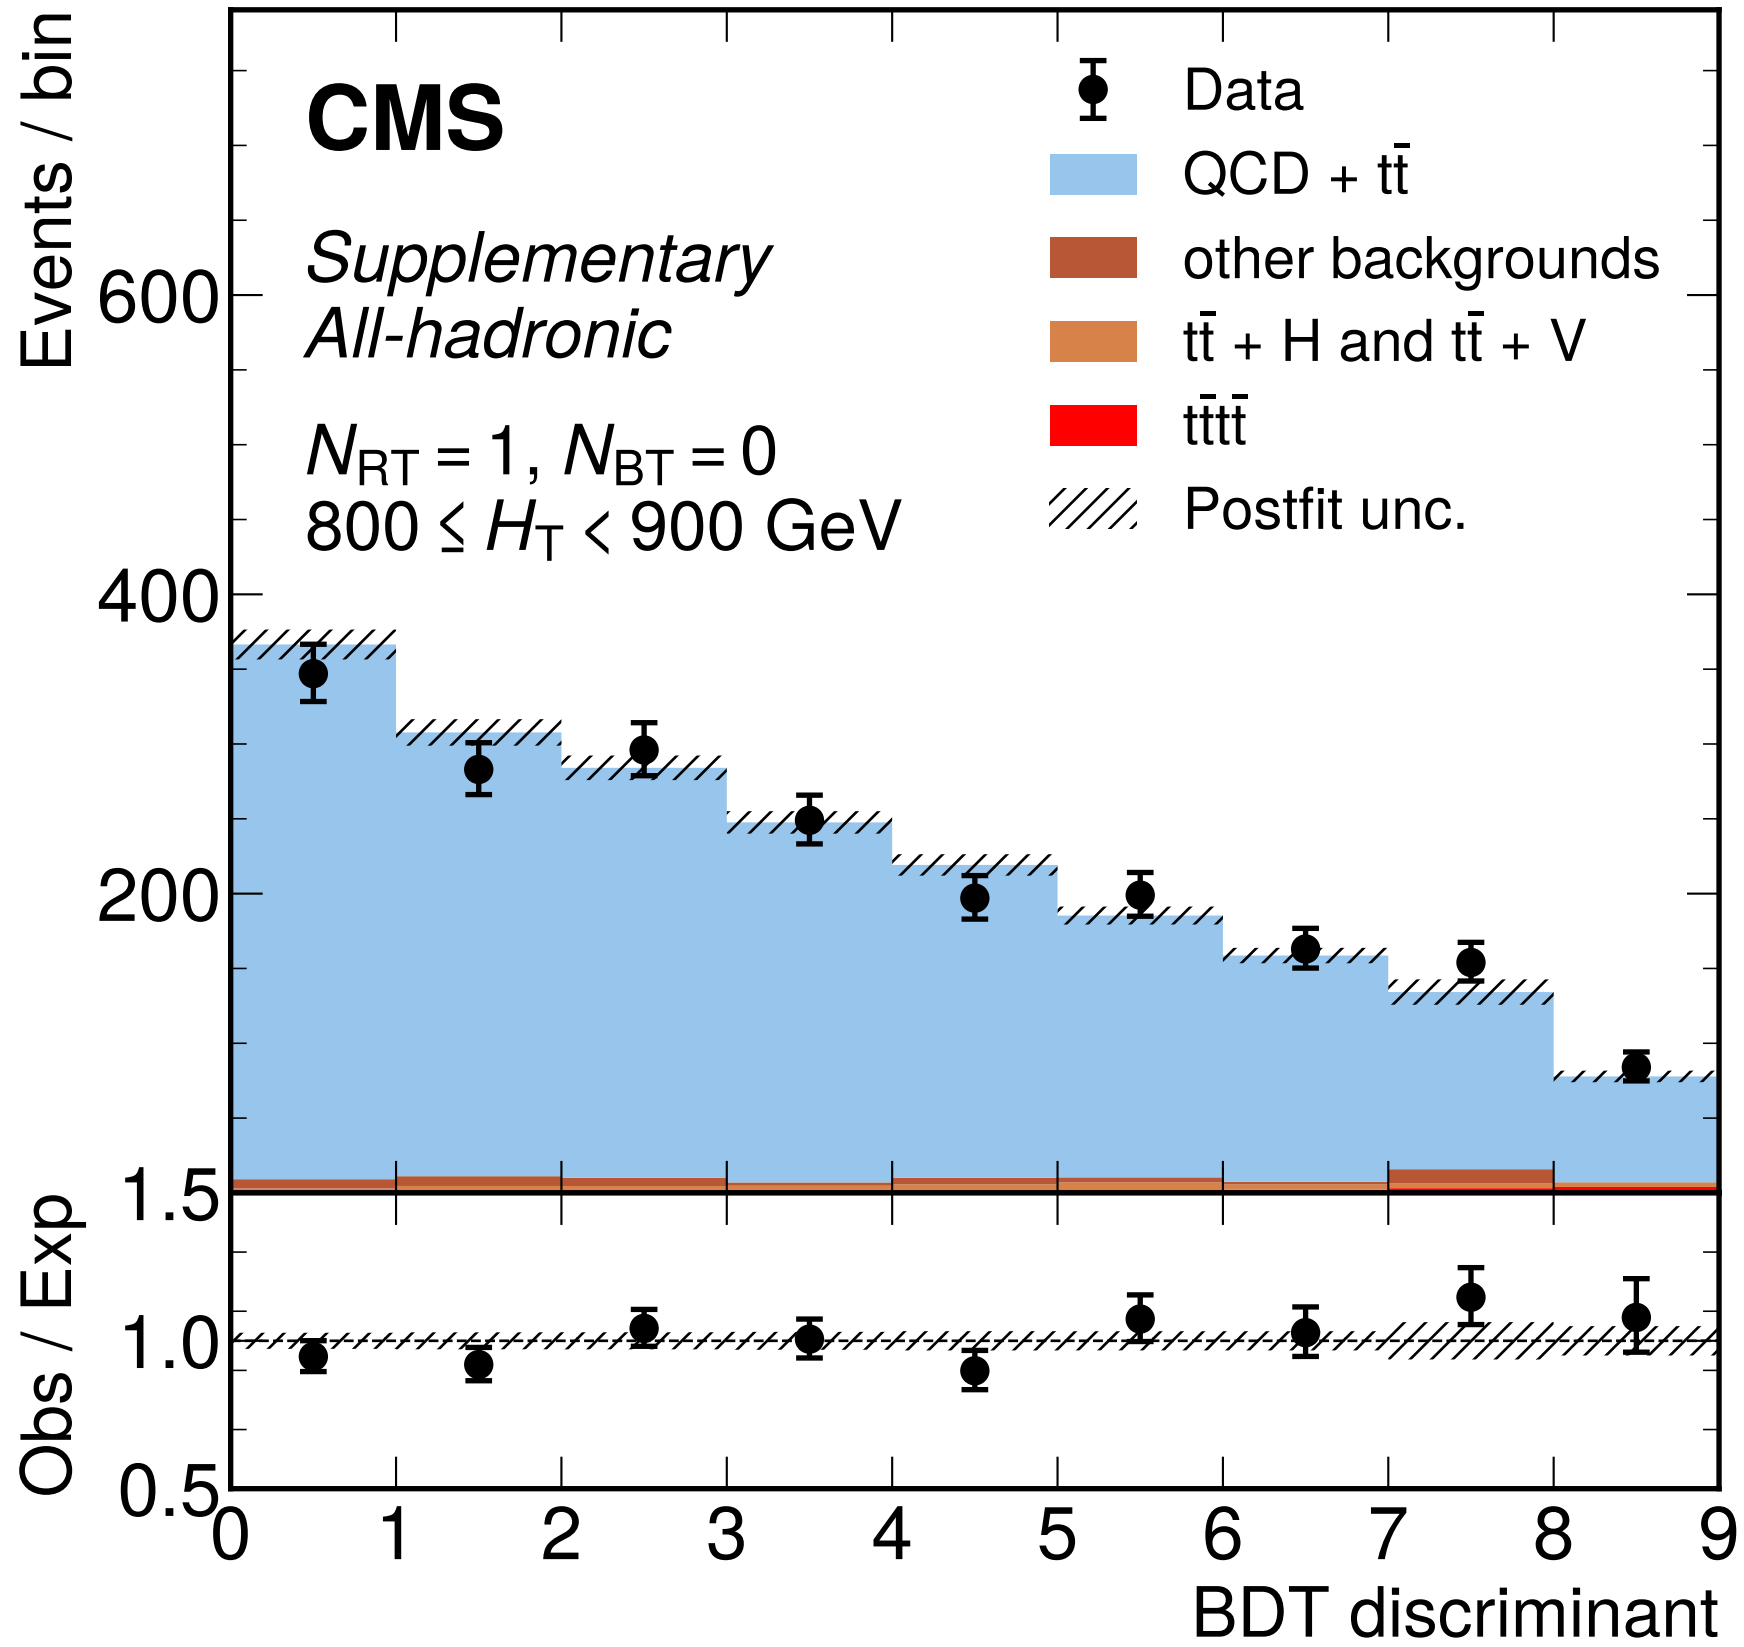 Events / bin
CMS
Supplementary
All-hadronic
N_RT = 1, N_BT = 0
800 ≤ H_T < 900 GeV
Data
QCD + tt̄
other backgrounds
tt̄ + H and tt̄ + V
tt̄tt̄
Postfit unc.
600
400
200
Obs / Exp
1.5
1.0
0.5
0 1 2 3 4 5 6 7 8 9
BDT discriminant